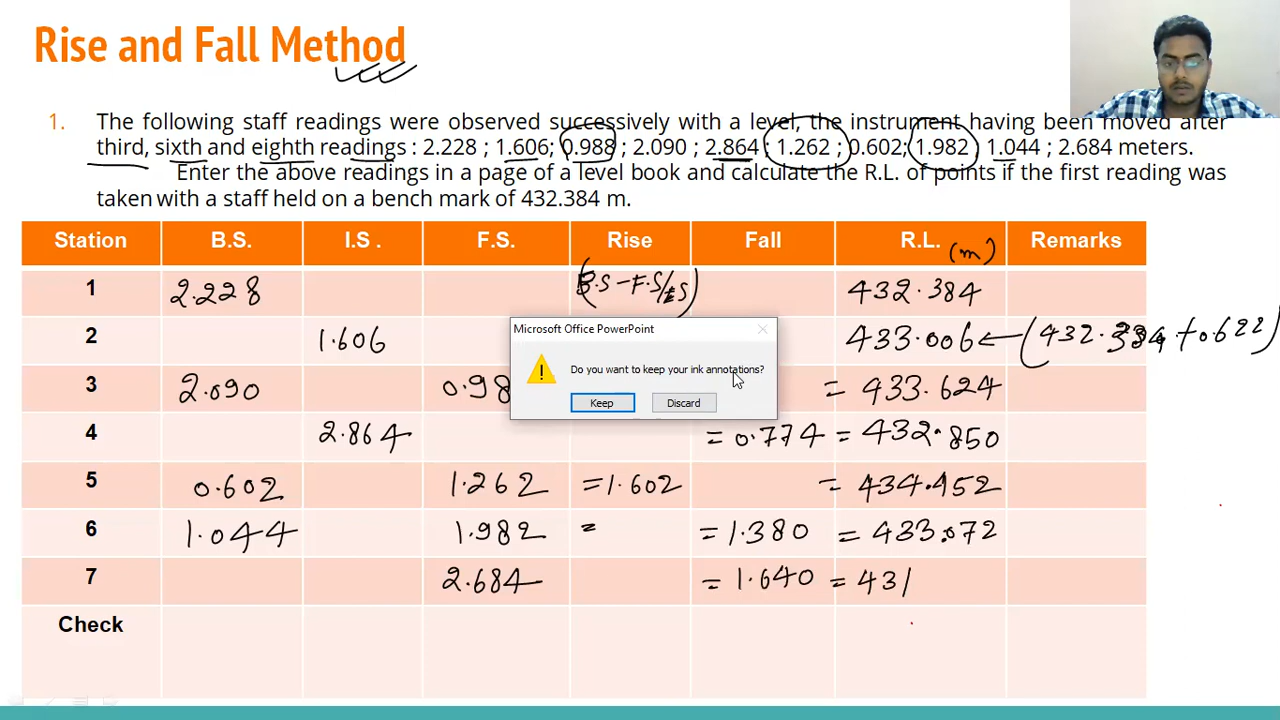 Rise and Fall Method
1. The following staff readings were observed successively with a level, the instrument having been moved after
third, sixth and eighth readings : 2.228 ; 1.606; 0.988 ; 2.090 ; 2.864 ; 1.262 ; 0.602; 1.982 ; 1.044 ; 2.684 meters.
Enter the above readings in a page of a level book and calculate the R.L. of points if the first reading was
taken with a staff held on a bench mark of 432.384 m.
Station B.S. I.S . F.S. Rise Fall R.L. (m) Remarks
1 2.228 (B.S - F.S/IS) 432.384
Microsoft Office PowerPoint
2 1.606 433.006 ← (432.384 + 0.622)
Do you want to keep your ink annotations?
3 2.090 0.98 = 433.624
Keep Discard
4 2.864 = 0.774 = 432.850
5 0.602 1.262 = 1.602 = 434.452
6 1.044 1.982 = = 1.380 = 433.072
7 2.684 = 1.640 = 431
Check